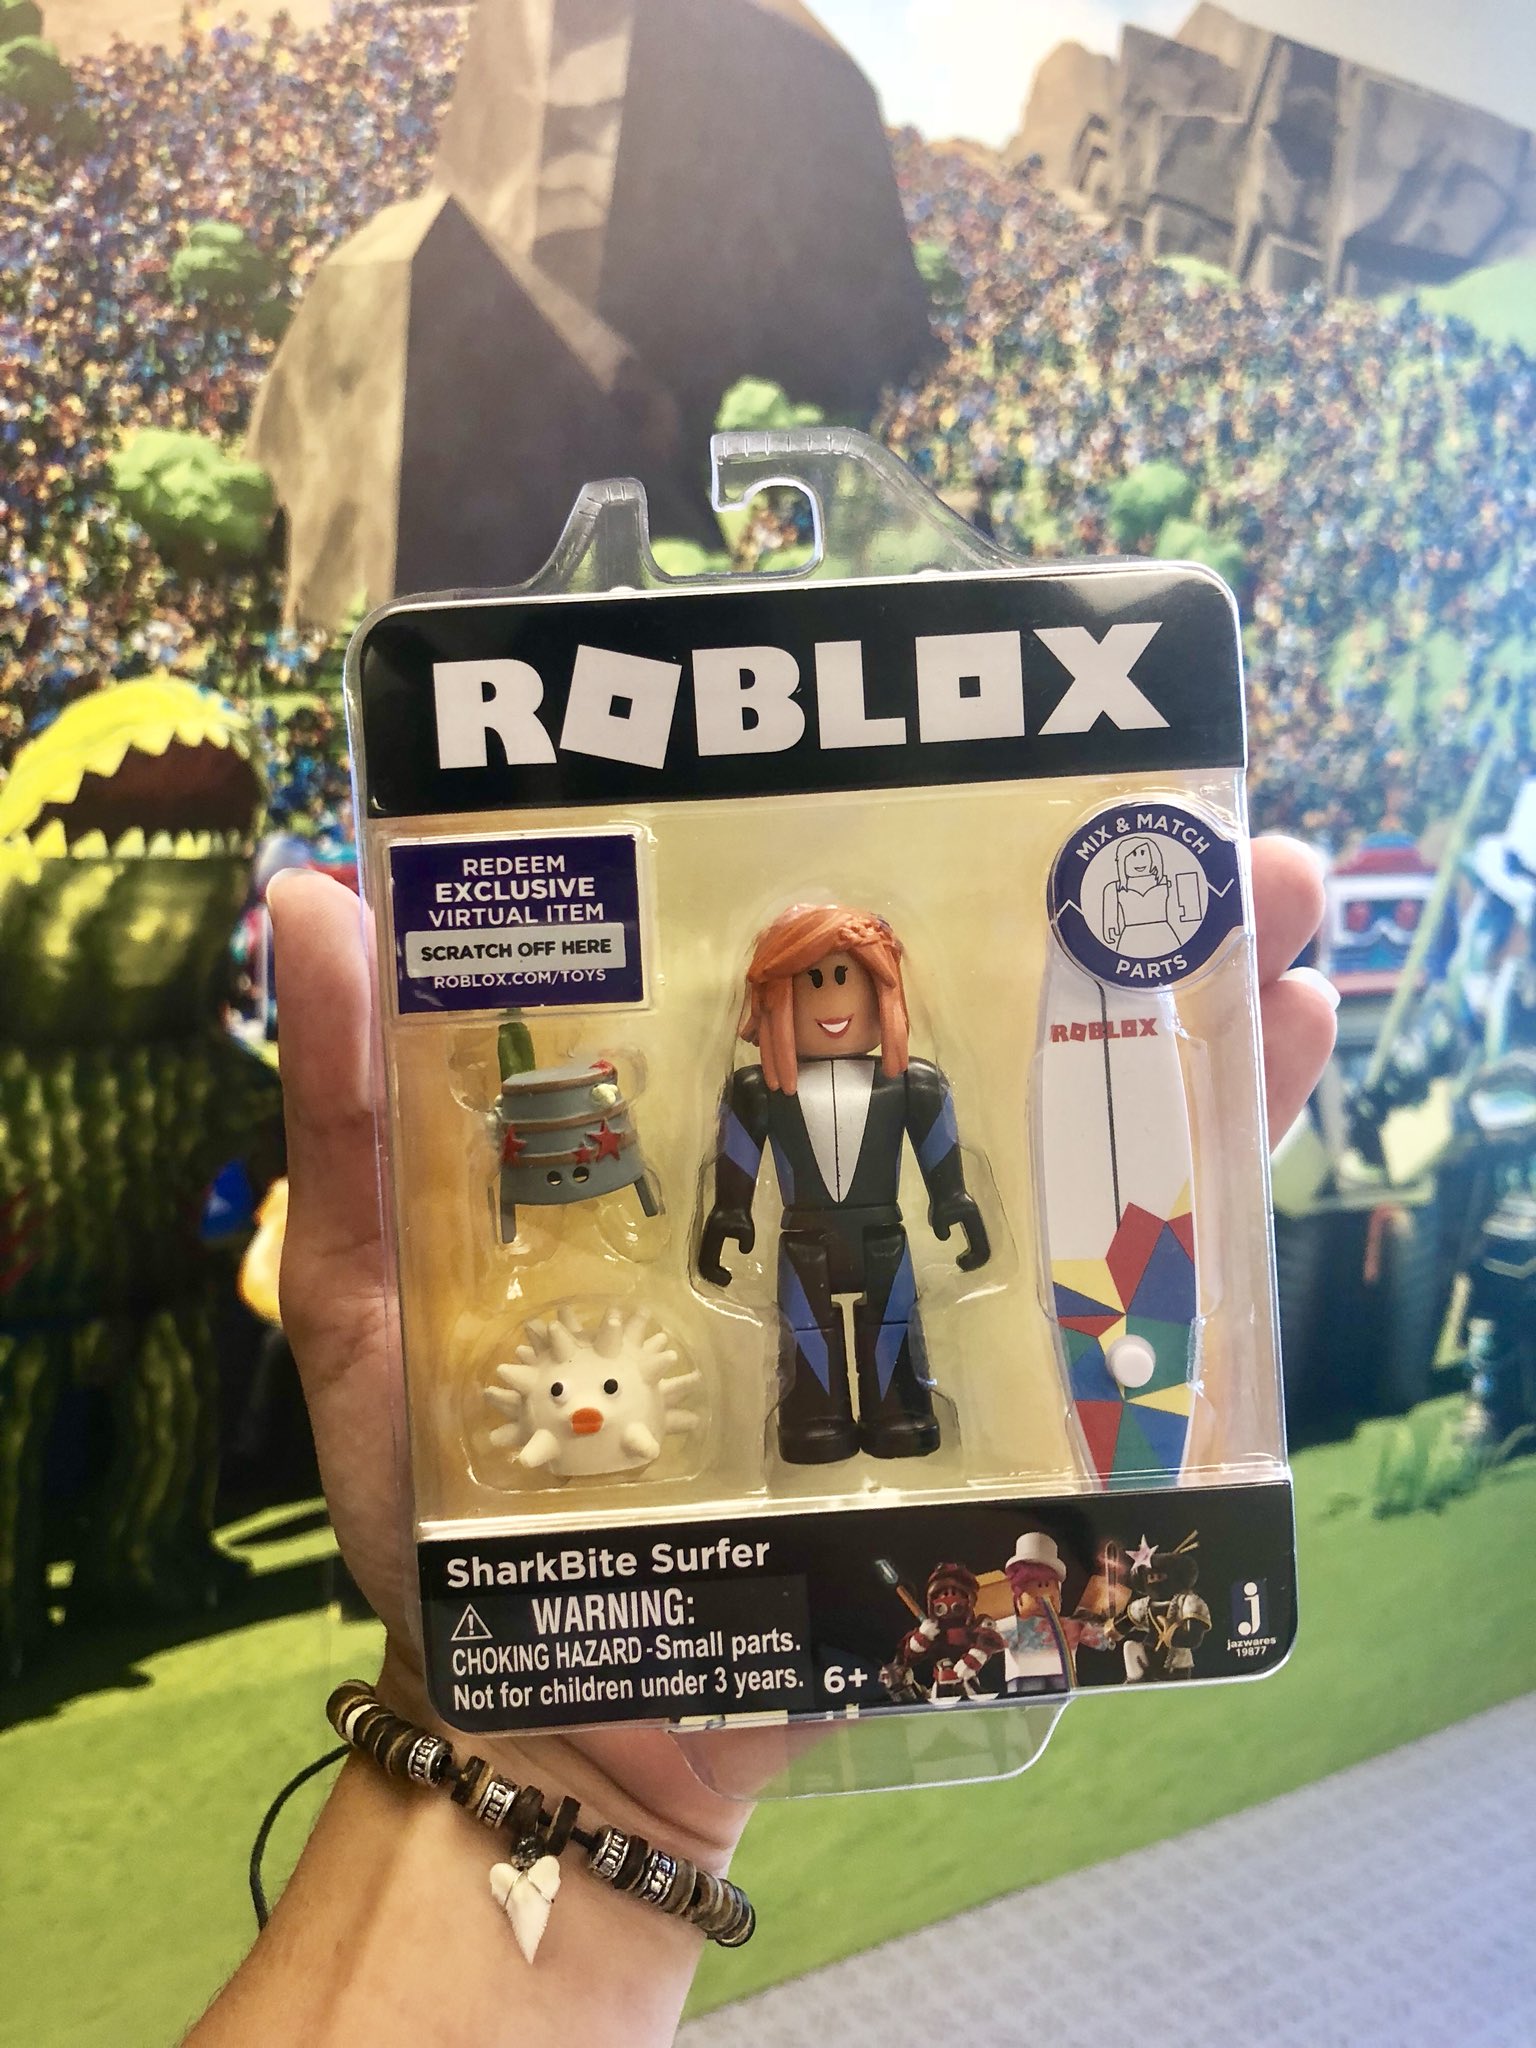 ROBLOX
REDEEM
EXCLUSIVE
VIRTUAL ITEM
SCRATCH OFF HERE
ROBLOX.COM/TOYS
MIX & MATCH
PARTS
ROBLOX
SharkBite Surfer
WARNING:
CHOKING HAZARD - Small parts.
Not for children under 3 years.
6+
j
jazwares
19877